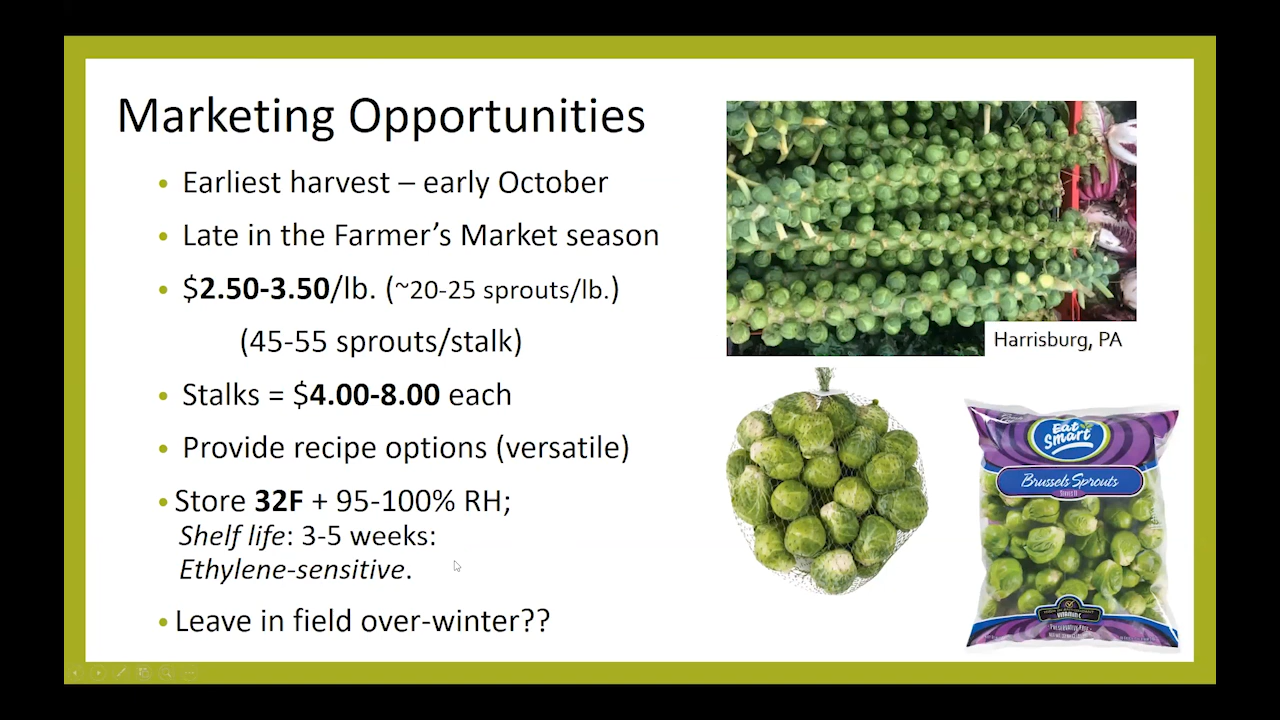 Marketing Opportunities
• Earliest harvest – early October
• Late in the Farmer's Market season
• $2.50-3.50/lb. (~20-25 sprouts/lb.)
(45-55 sprouts/stalk)
• Stalks = $4.00-8.00 each
• Provide recipe options (versatile)
• Store 32F + 95-100% RH;
Shelf life: 3-5 weeks:
Ethylene-sensitive.
• Leave in field over-winter??
Harrisburg, PA
Eat
Smart
Brussels Sprouts
VITAMIN C